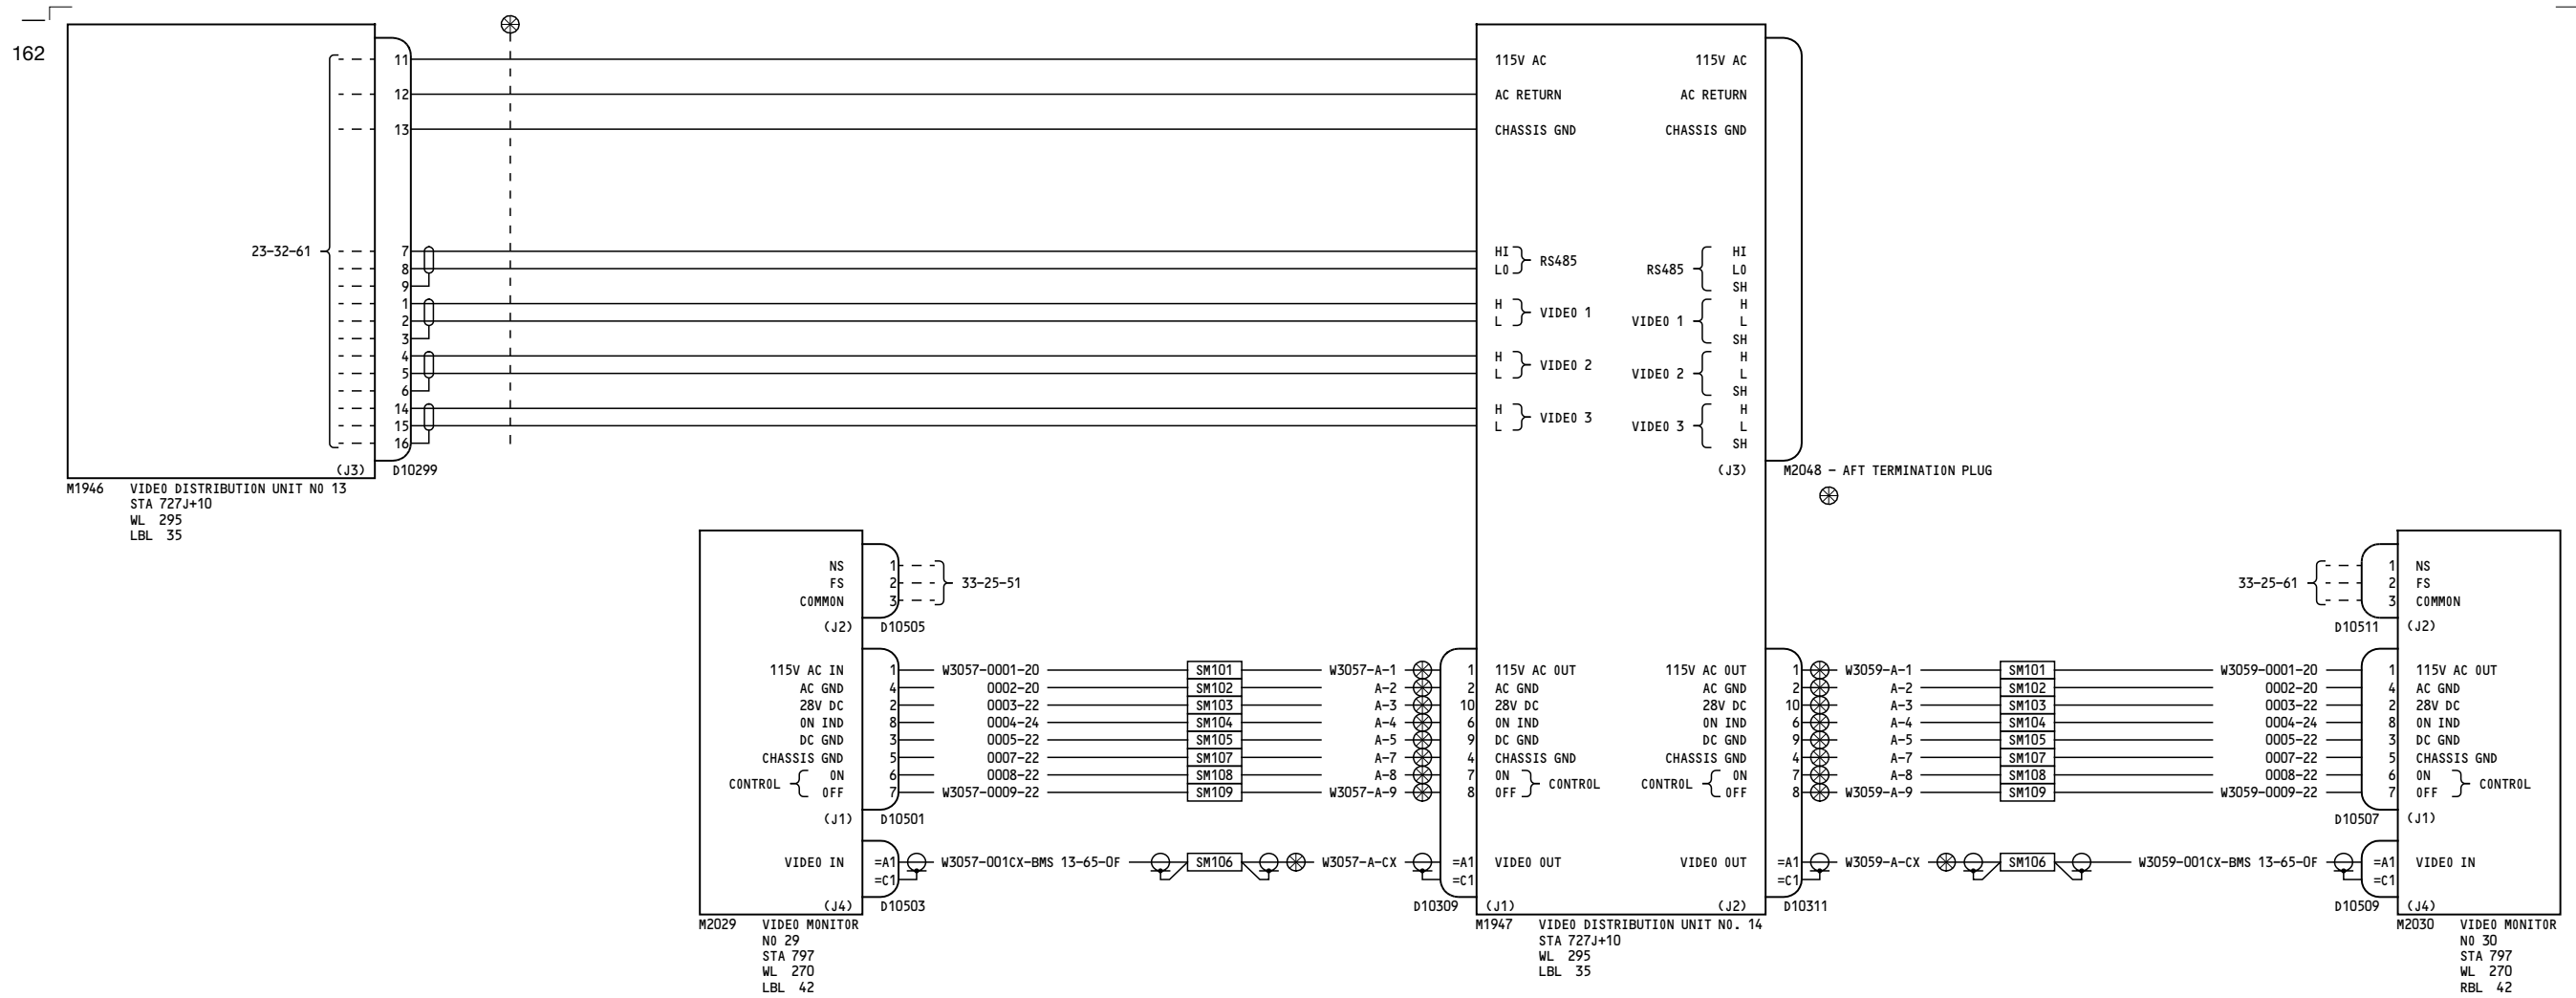 162
11
12
13
23-32-61
7
8
9
1
2
3
4
5
6
14
15
16
(J3) D10299
M1946 VIDEO DISTRIBUTION UNIT NO 13
STA 727J+10
WL 295
LBL 35
115V AC 115V AC
AC RETURN AC RETURN
CHASSIS GND CHASSIS GND
HI HI
LO RS485 RS485 LO
SH
H H
L VIDEO 1 VIDEO 1 L
SH
H H
L VIDEO 2 VIDEO 2 L
SH
H H
L VIDEO 3 VIDEO 3 L
SH
(J3) M2048 - AFT TERMINATION PLUG
NS 1
FS 2 33-25-51
COMMON 3
(J2) D10505
1 NS
33-25-61 2 FS
3 COMMON
D10511 (J2)
115V AC IN 1 W3057-0001-20 SM101 W3057-A-1 1 115V AC OUT 115V AC OUT 1 W3059-A-1 SM101 W3059-0001-20 1 115V AC OUT
AC GND 4 0002-20 SM102 A-2 2 AC GND AC GND 2 A-2 SM102 0002-20 4 AC GND
28V DC 2 0003-22 SM103 A-3 10 28V DC 28V DC 10 A-3 SM103 0003-22 2 28V DC
ON IND 8 0004-24 SM104 A-4 6 ON IND ON IND 6 A-4 SM104 0004-24 8 ON IND
DC GND 3 0005-22 SM105 A-5 9 DC GND DC GND 9 A-5 SM105 0005-22 3 DC GND
CHASSIS GND 5 0007-22 SM107 A-7 4 CHASSIS GND CHASSIS GND 4 A-7 SM107 0007-22 5 CHASSIS GND
ON 6 0008-22 SM108 A-8 7 ON ON 7 A-8 SM108 0008-22 6 ON
CONTROL CONTROL CONTROL CONTROL
OFF 7 W3057-0009-22 SM109 W3057-A-9 8 OFF OFF 8 W3059-A-9 SM109 W3059-0009-22 7 OFF
(J1) D10501 D10507 (J1)
VIDEO IN =A1 W3057-001CX-BMS 13-65-0F SM106 W3057-A-CX =A1 VIDEO OUT VIDEO OUT =A1 W3059-A-CX SM106 W3059-001CX-BMS 13-65-0F =A1 VIDEO IN
=C1 =C1 =C1 =C1
(J4) D10503 D10309 (J1) (J2) D10311 D10509 (J4)
M2029 VIDEO MONITOR
NO 29
STA 797
WL 270
LBL 42
M1947 VIDEO DISTRIBUTION UNIT NO. 14
STA 727J+10
WL 295
LBL 35
M2030 VIDEO MONITOR
NO 30
STA 797
WL 270
RBL 42